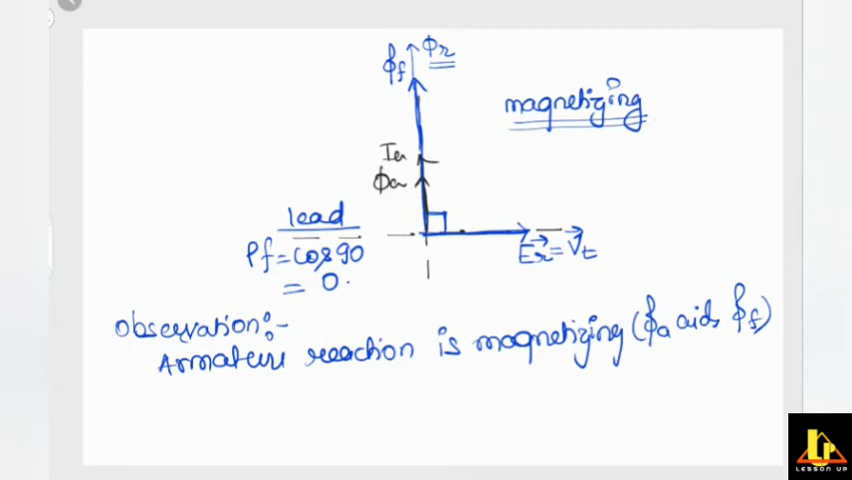 ϕf ϕr
magnetizing
Ia
ϕa
lead
Pf = cos 90
= 0.
Er = Vt
Observation:-
Armature reaction is magnetizing (ϕa aids ϕf)
LESSON UP